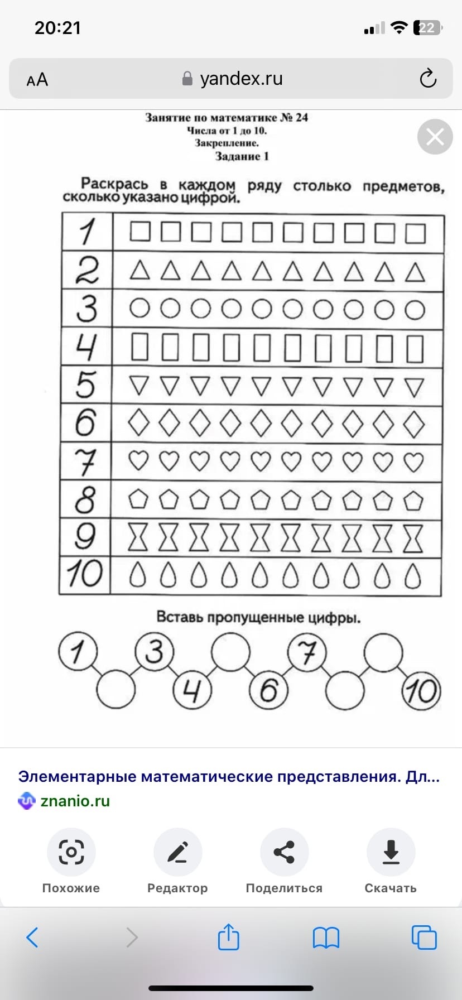 20:21
22
AA
yandex.ru
Занятие по математике № 24
Числа от 1 до 10.
Закрепление.
Задание 1
Раскрась в каждом ряду столько предметов,
сколько указано цифрой.
1
2
3
4
5
6
7
8
9
10
Вставь пропущенные цифры.
1 3 7
4 6 10
Элементарные математические представления. Дл...
znanio.ru
Похожие Редактор Поделиться Скачать